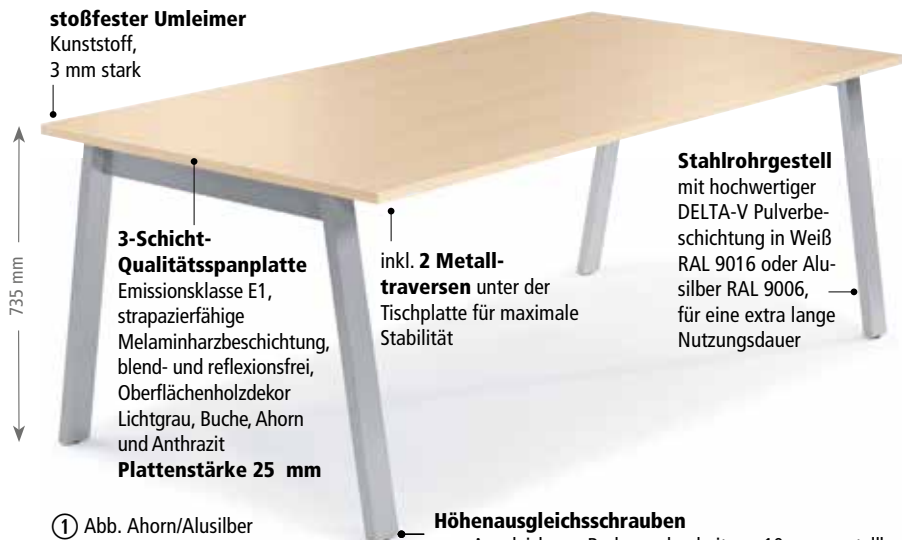 stoßfester Umleimer
Kunststoff,
3 mm stark
735 mm
3-Schicht-
Qualitätsspanplatte
Emissionsklasse E1,
strapazierfähige
Melaminharzbeschichtung,
blend- und reflexionsfrei,
Oberflächenholzdekor
Lichtgrau, Buche, Ahorn
und Anthrazit
Plattenstärke 25 mm
inkl. 2 Metall-
traversen unter der
Tischplatte für maximale
Stabilität
Stahlrohrgestell
mit hochwertiger
DELTA-V Pulverbe-
schichtung in Weiß
RAL 9016 oder Alu-
silber RAL 9006,
für eine extra lange
Nutzungsdauer
1 Abb. Ahorn/Alusilber
Höhenausgleichsschrauben